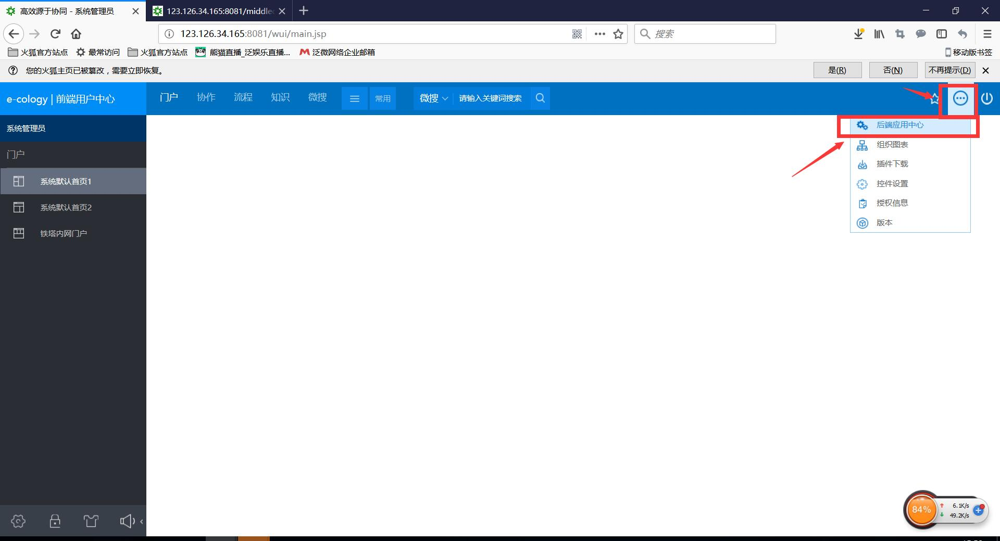 高效源于协同 - 系统管理员
123.126.34.165:8081/middlec
123.126.34.165:8081/wui/main.jsp
搜索
火狐官方站点
最常访问
火狐官方站点
熊猫直播_泛娱乐直播...
泛微网络企业邮箱
移动版书签
您的火狐主页已被篡改，需要立即恢复。
是(R)
否(N)
不再提示(D)
e-cology | 前端用户中心
门户
协作
流程
知识
微搜
常用
微搜
请输入关键词搜索
系统管理员
门户
系统默认首页1
系统默认首页2
铁塔内网门户
后端应用中心
组织图表
插件下载
控件设置
授权信息
版本
84%
6.1K/s
49.2K/s